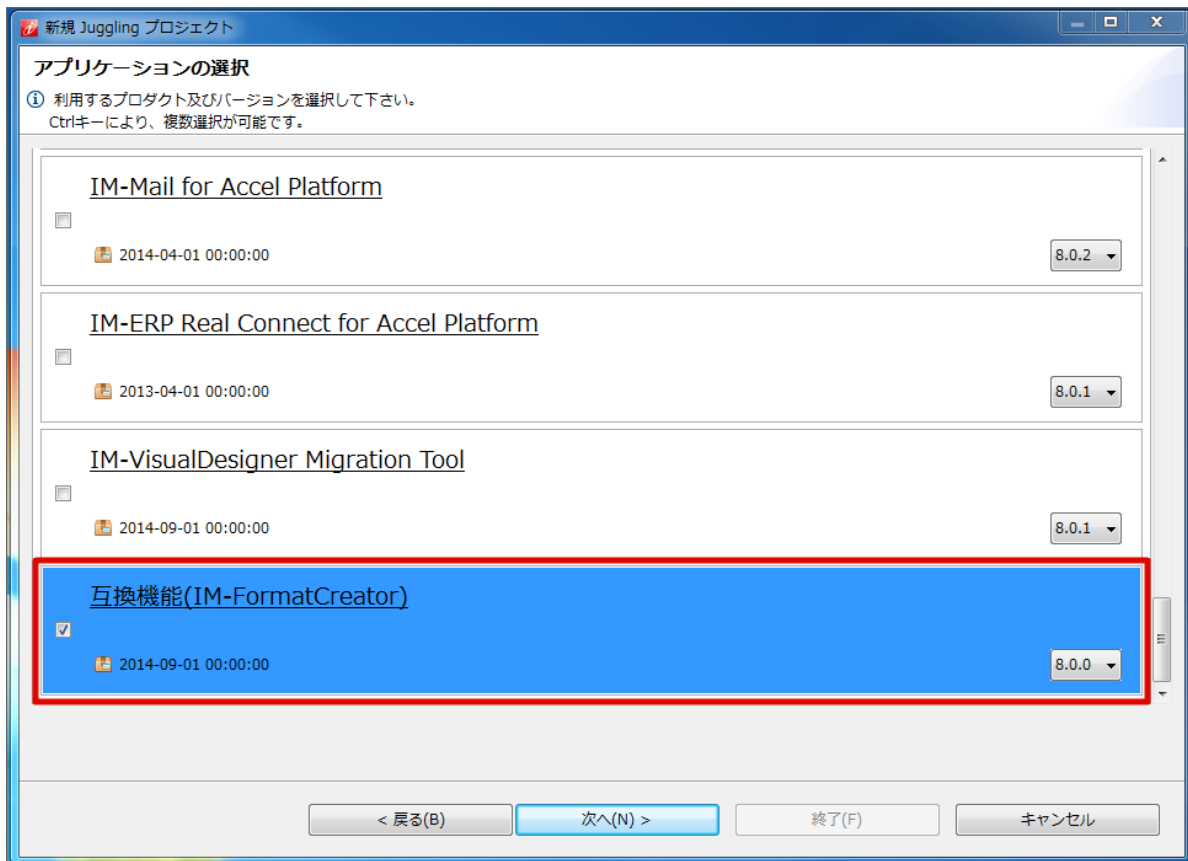 新規 Juggling プロジェクト
アプリケーションの選択
利用するプロダクト及びバージョンを選択して下さい。
Ctrlキーにより、複数選択が可能です。
IM-Mail for Accel Platform
2014-04-01 00:00:00
8.0.2
IM-ERP Real Connect for Accel Platform
2013-04-01 00:00:00
8.0.1
IM-VisualDesigner Migration Tool
2014-09-01 00:00:00
8.0.1
互換機能(IM-FormatCreator)
2014-09-01 00:00:00
8.0.0
< 戻る(B)
次へ(N) >
終了(F)
キャンセル